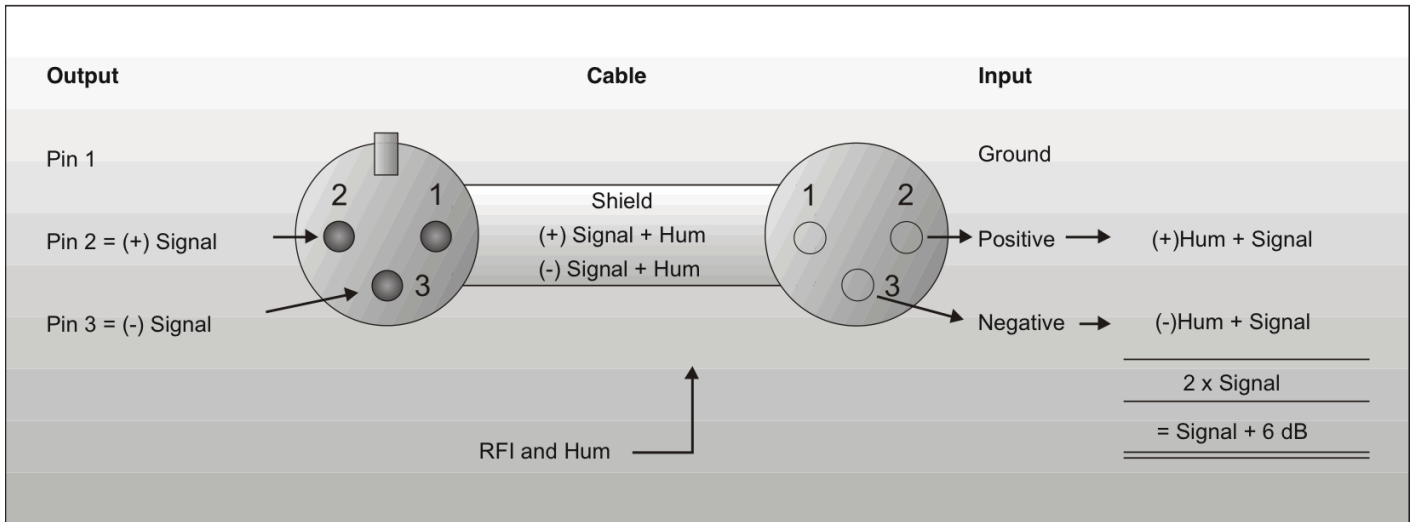 Output Cable Input
Pin 1
Ground
2 1
1 2
Shield
Pin 2 = (+) Signal
(+) Signal + Hum
Positive
(+)Hum + Signal
(-) Signal + Hum
3
3
Pin 3 = (-) Signal
Negative
(-)Hum + Signal
2 x Signal
= Signal + 6 dB
RFI and Hum